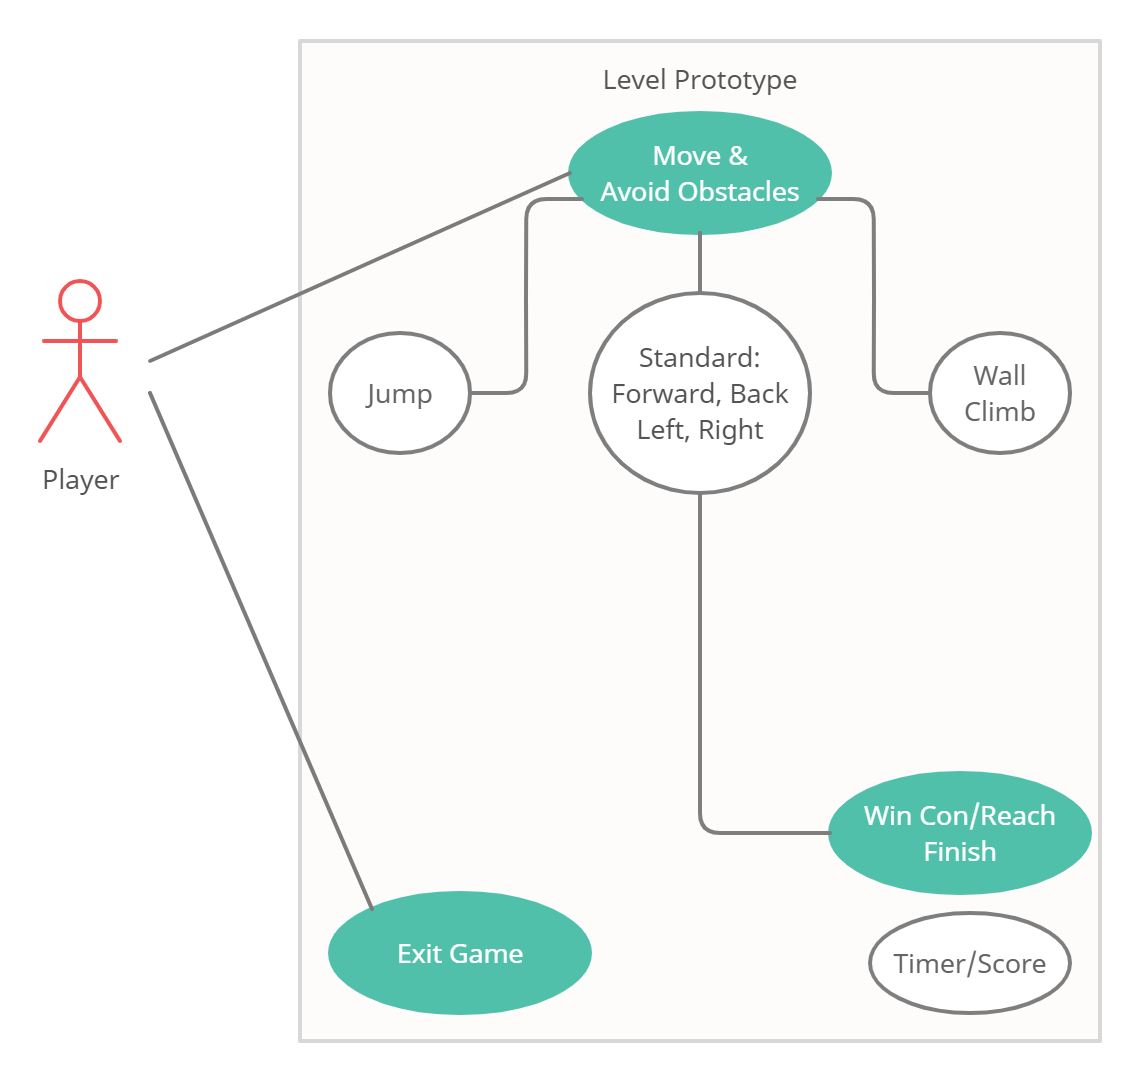 Level Prototype
Move &
Avoid Obstacles
Jump
Standard:
Forward, Back
Left, Right
Wall
Climb
Player
Win Con/Reach
Finish
Exit Game
Timer/Score